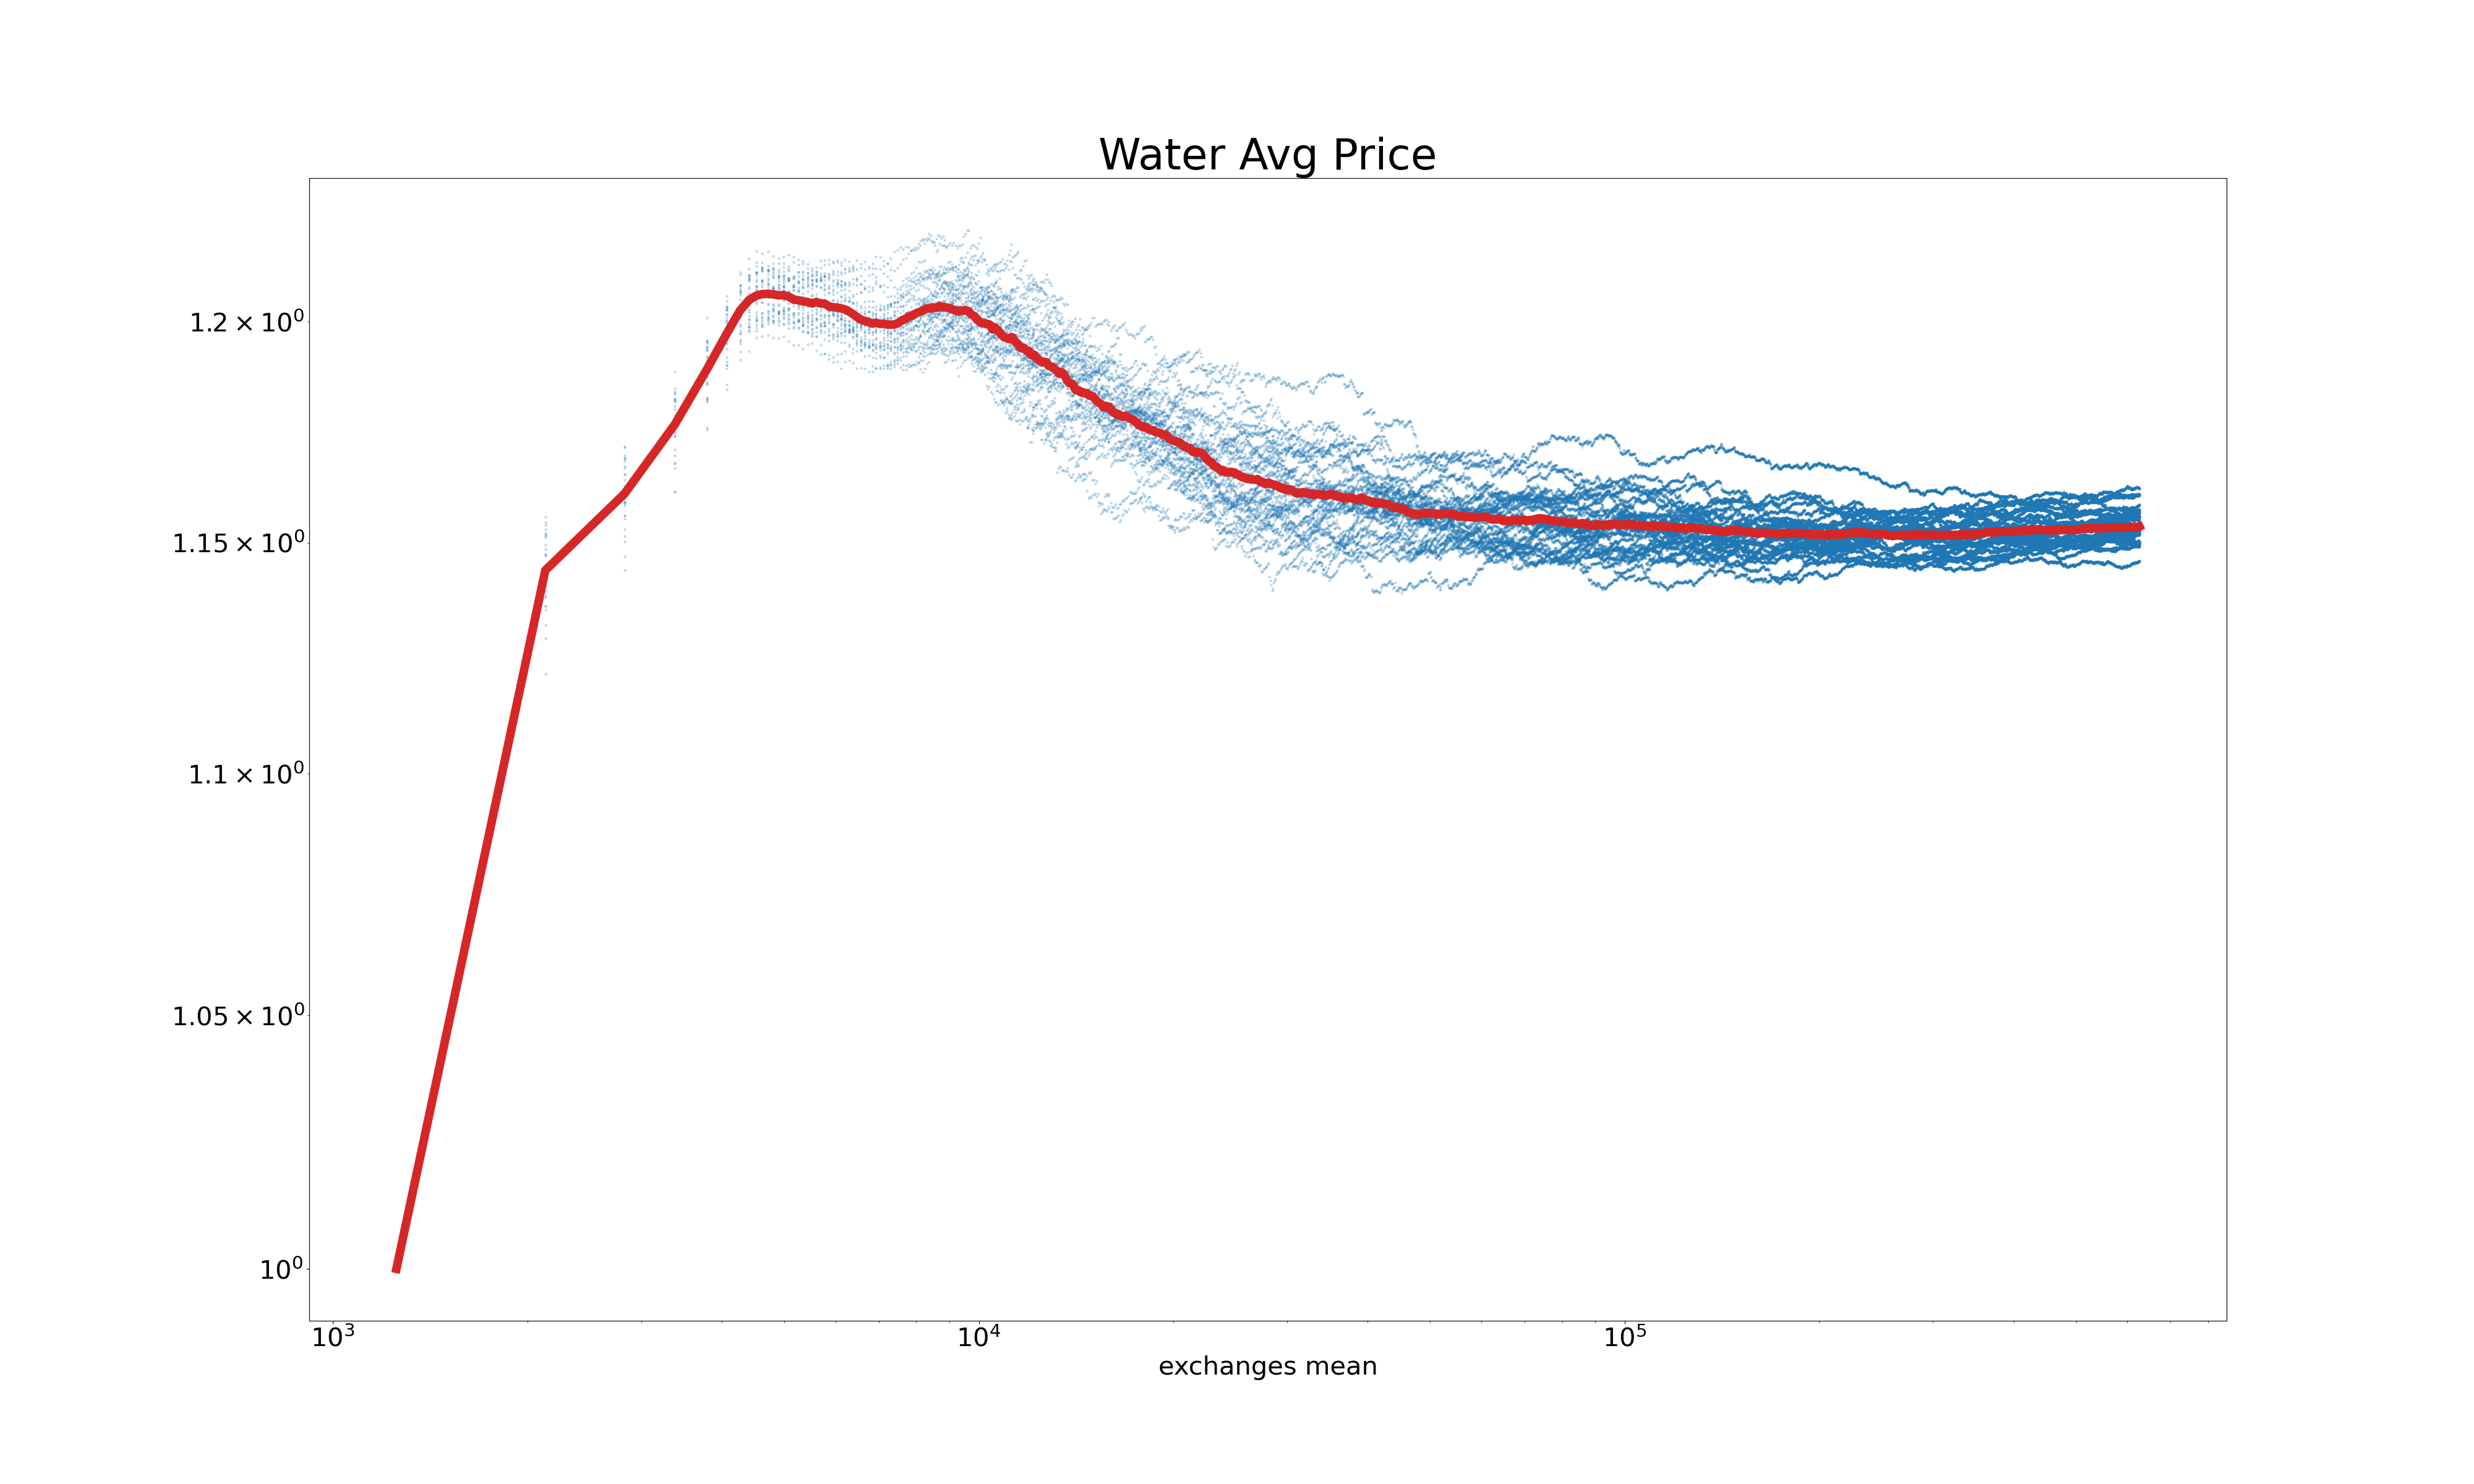 Water Avg Price
1.2 × 10⁰
1.15 × 10⁰
1.1 × 10⁰
1.05 × 10⁰
10⁰
10³ 10⁴ 10⁵
exchanges mean